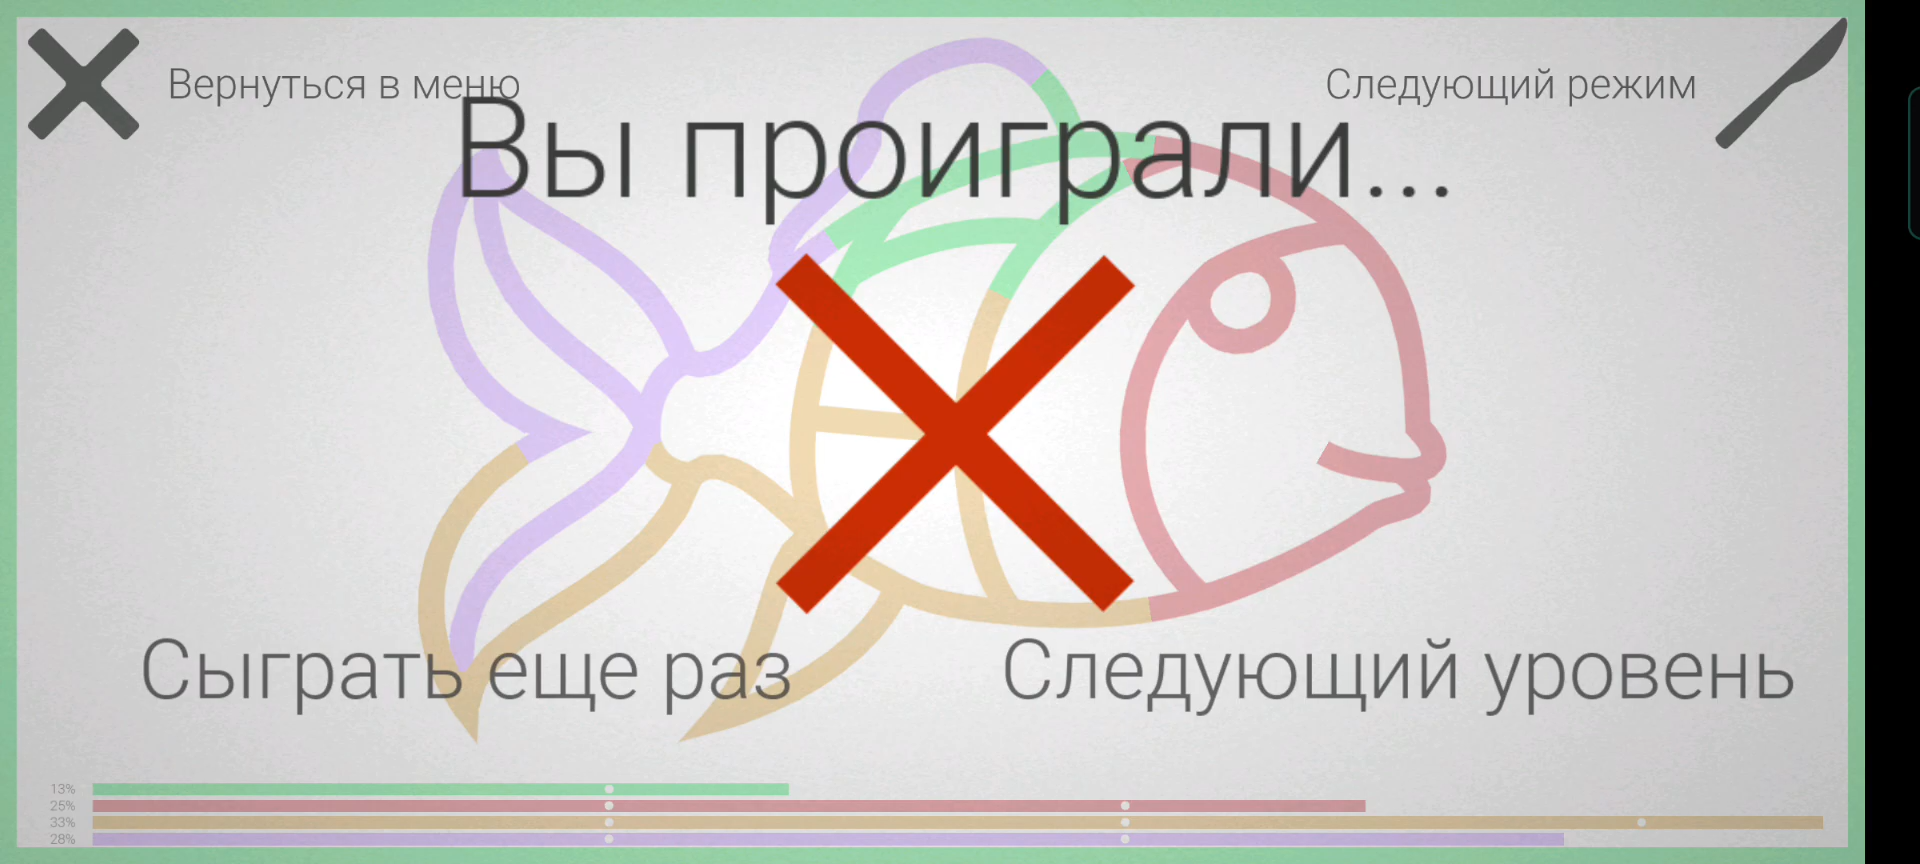 Вернуться в меню
Следующий режим
Вы проиграли...
Сыграть еще раз
Следующий уровень
13%
25%
33%
28%